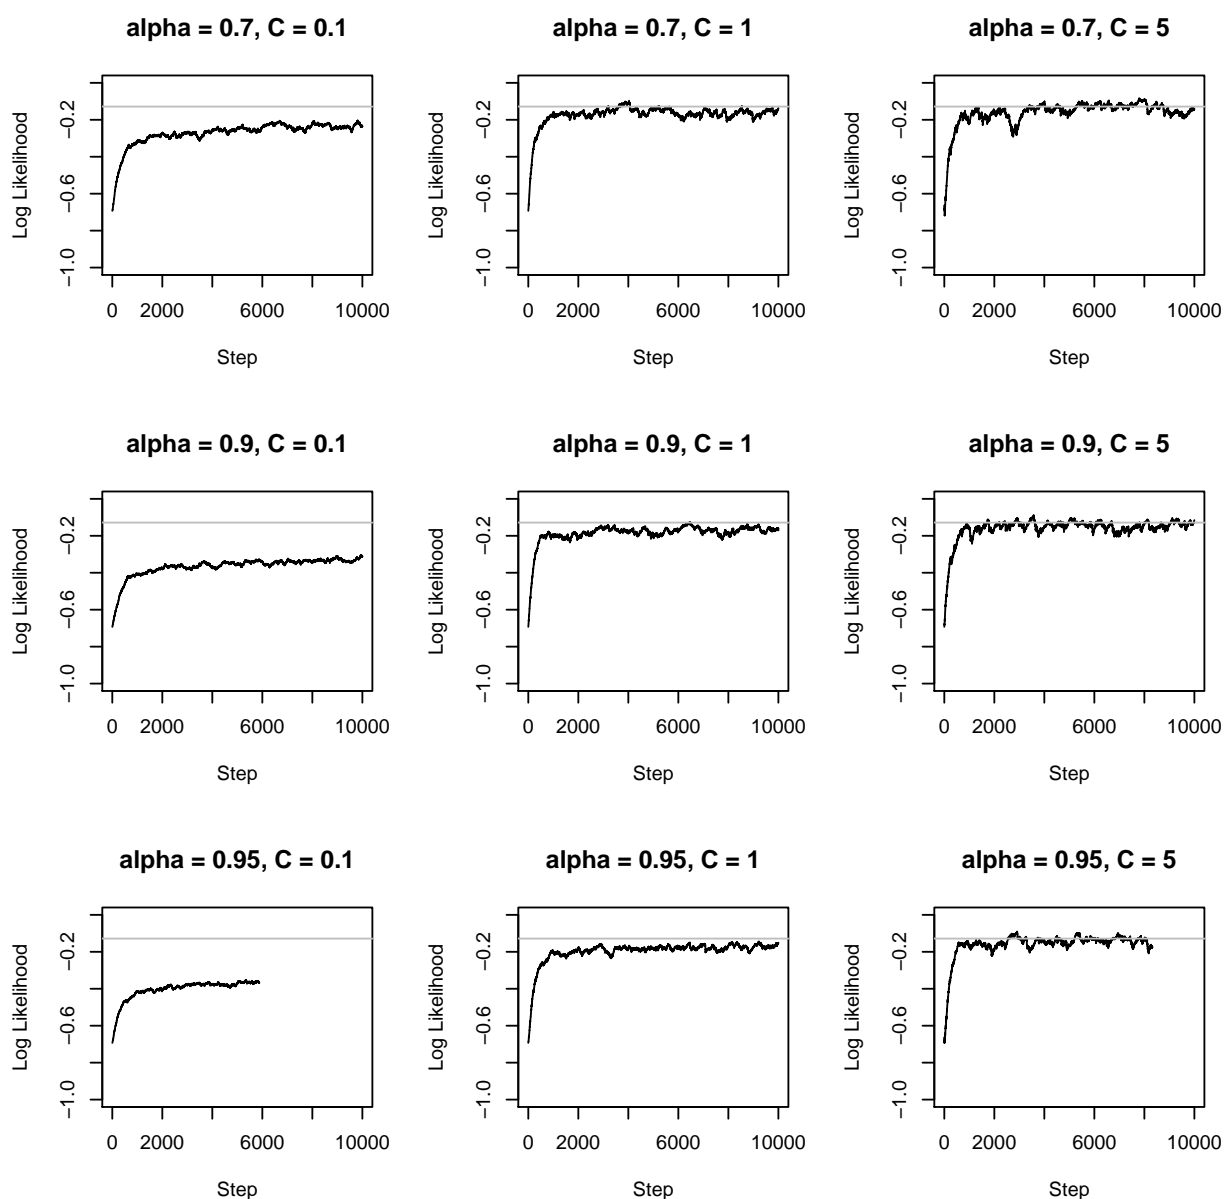 alpha = 0.7, C = 0.1
Log Likelihood
−1.0 −0.6 −0.2
0 2000 6000 10000
Step
alpha = 0.7, C = 1
Log Likelihood
−1.0 −0.6 −0.2
0 2000 6000 10000
Step
alpha = 0.7, C = 5
Log Likelihood
−1.0 −0.6 −0.2
0 2000 6000 10000
Step
alpha = 0.9, C = 0.1
Log Likelihood
−1.0 −0.6 −0.2
0 2000 6000 10000
Step
alpha = 0.9, C = 1
Log Likelihood
−1.0 −0.6 −0.2
0 2000 6000 10000
Step
alpha = 0.9, C = 5
Log Likelihood
−1.0 −0.6 −0.2
0 2000 6000 10000
Step
alpha = 0.95, C = 0.1
Log Likelihood
−1.0 −0.6 −0.2
0 2000 6000 10000
Step
alpha = 0.95, C = 1
Log Likelihood
−1.0 −0.6 −0.2
0 2000 6000 10000
Step
alpha = 0.95, C = 5
Log Likelihood
−1.0 −0.6 −0.2
0 2000 6000 10000
Step